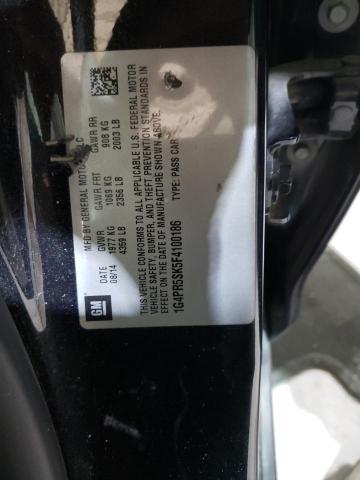 MFD BY GENERAL MOTORS LLC
DATE GVWR GAWR FRT GAWR RR
08/14 1977 KG 1069 KG 908 KG
4359 LB 2356 LB 2003 LB
THIS VEHICLE CONFORMS TO ALL APPLICABLE U.S. FEDERAL MOTOR
VEHICLE SAFETY, BUMPER, AND THEFT PREVENTION STANDARDS IN
EFFECT ON THE DATE OF MANUFACTURE SHOWN ABOVE.
1G4PR5SK5F4100186 TYPE: PASS CAR
GM